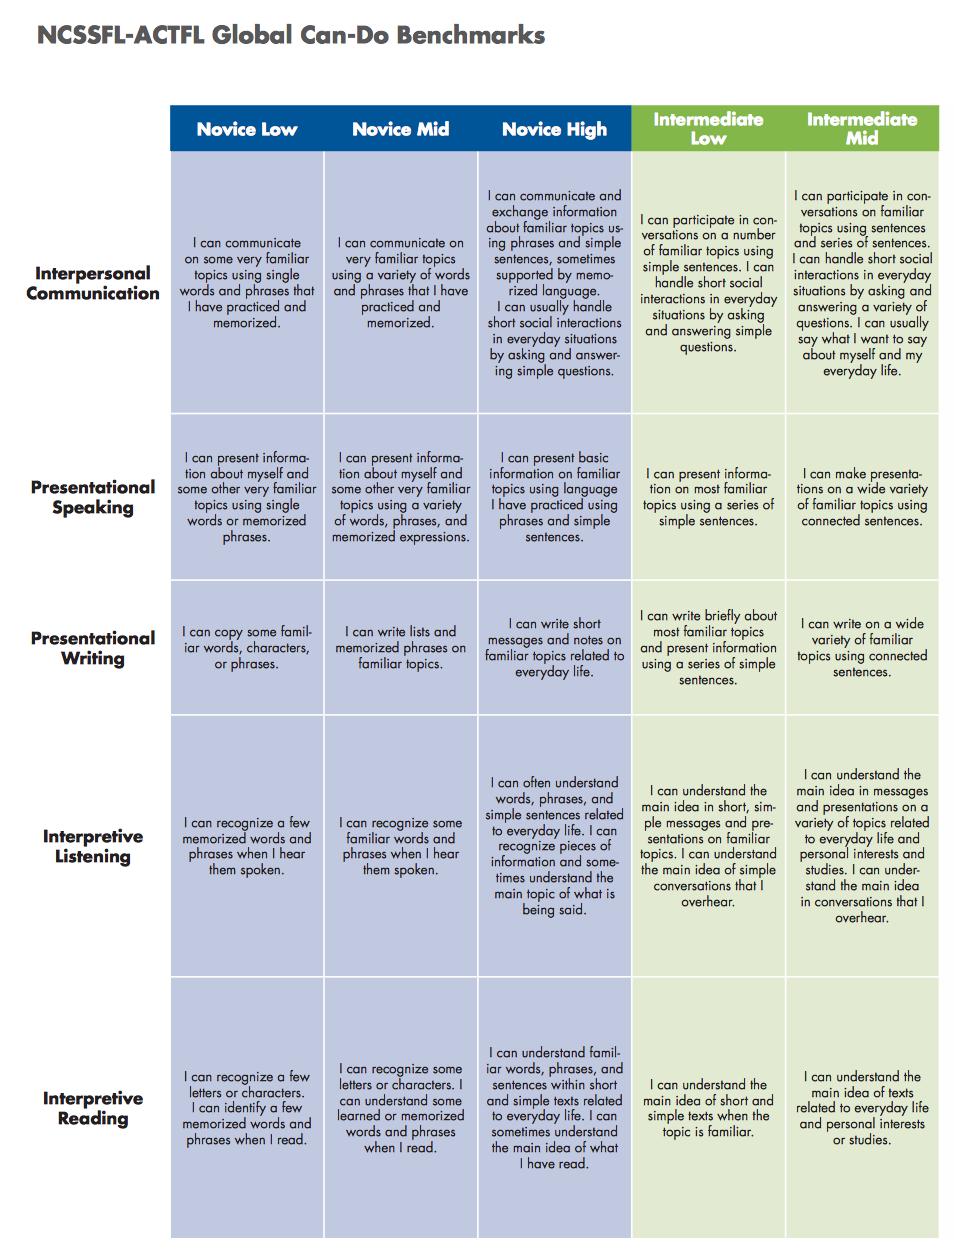 NCSSFL-ACTFL Global Can-Do Benchmarks
Novice Low
Novice Mid
Novice High
Intermediate
Low
Intermediate
Mid
Interpersonal
Communication
I can communicate
on some very familiar
topics using single
words and phrases that
I have practiced and
memorized.
I can communicate on
very familiar topics
using a variety of words
and phrases that I have
practiced and
memorized.
I can communicate and
exchange information
about familiar topics us-
ing phrases and simple
sentences, sometimes
supported by memo-
rized language.
I can usually handle
short social interactions
in everyday situations
by asking and answer-
ing simple questions.
I can participate in con-
versations on a number
of familiar topics using
simple sentences. I can
handle short social
interactions in everyday
situations by asking
and answering simple
questions.
I can participate in con-
versations on familiar
topics using sentences
and series of sentences.
I can handle short social
interactions in everyday
situations by asking and
answering a variety of
questions. I can usually
say what I want to say
about myself and my
everyday life.
Presentational
Speaking
I can present informa-
tion about myself and
some other very familiar
topics using single
words or memorized
phrases.
I can present informa-
tion about myself and
some other very familiar
topics using a variety
of words, phrases, and
memorized expressions.
I can present basic
information on familiar
topics using language
I have practiced using
phrases and simple
sentences.
I can present informa-
tion on most familiar
topics using a series of
simple sentences.
I can make presenta-
tions on a wide variety
of familiar topics using
connected sentences.
Presentational
Writing
I can copy some famil-
iar words, characters,
or phrases.
I can write lists and
memorized phrases on
familiar topics.
I can write short
messages and notes on
familiar topics related to
everyday life.
I can write briefly about
most familiar topics
and present information
using a series of simple
sentences.
I can write on a wide
variety of familiar
topics using connected
sentences.
Interpretive
Listening
I can recognize a few
memorized words and
phrases when I hear
them spoken.
I can recognize some
familiar words and
phrases when I hear
them spoken.
I can often understand
words, phrases, and
simple sentences related
to everyday life. I can
recognize pieces of
information and some-
times understand the
main topic of what is
being said.
I can understand the
main idea in short, sim-
ple messages and pre-
sentations on familiar
topics. I can understand
the main idea of simple
conversations that I
overhear.
I can understand the
main idea in messages
and presentations on a
variety of topics related
to everyday life and
personal interests and
studies. I can under-
stand the main idea
in conversations that I
overhear.
Interpretive
Reading
I can recognize a few
letters or characters.
I can identify a few
memorized words and
phrases when I read.
I can recognize some
letters or characters. I
can understand some
learned or memorized
words and phrases
when I read.
I can understand famil-
iar words, phrases, and
sentences within short
and simple texts related
to everyday life. I can
sometimes understand
the main idea of what
I have read.
I can understand the
main idea of short and
simple texts when the
topic is familiar.
I can understand the
main idea of texts
related to everyday life
and personal interests
or studies.